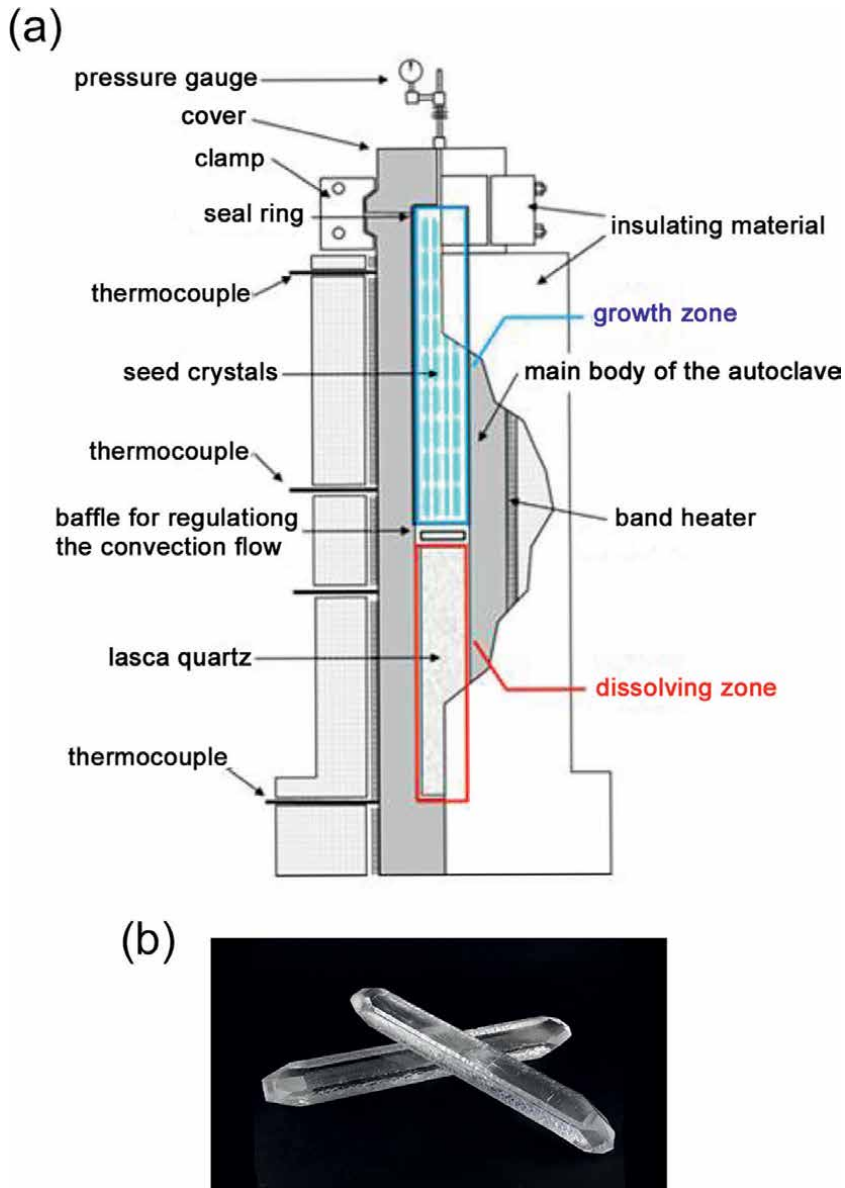 (a)
pressure gauge
cover
clamp
seal ring
insulating material
thermocouple
growth zone
seed crystals
main body of the autoclave
thermocouple
baffle for regulationg
the convection flow
band heater
lasca quartz
dissolving zone
thermocouple
(b)